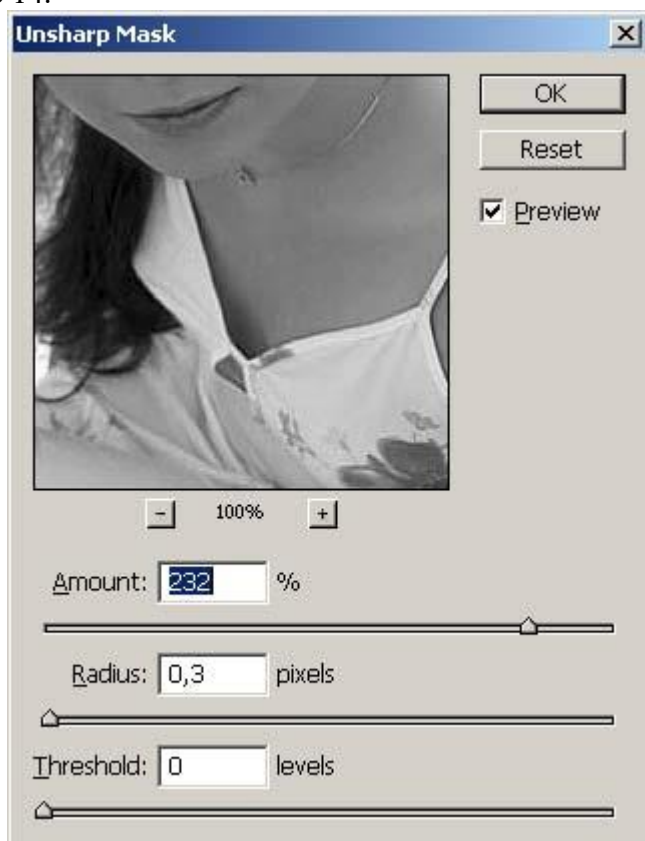 Unsharp Mask
OK
Reset
Preview
- 100% +
Amount: 232 %
Radius: 0,3 pixels
Threshold: 0 levels